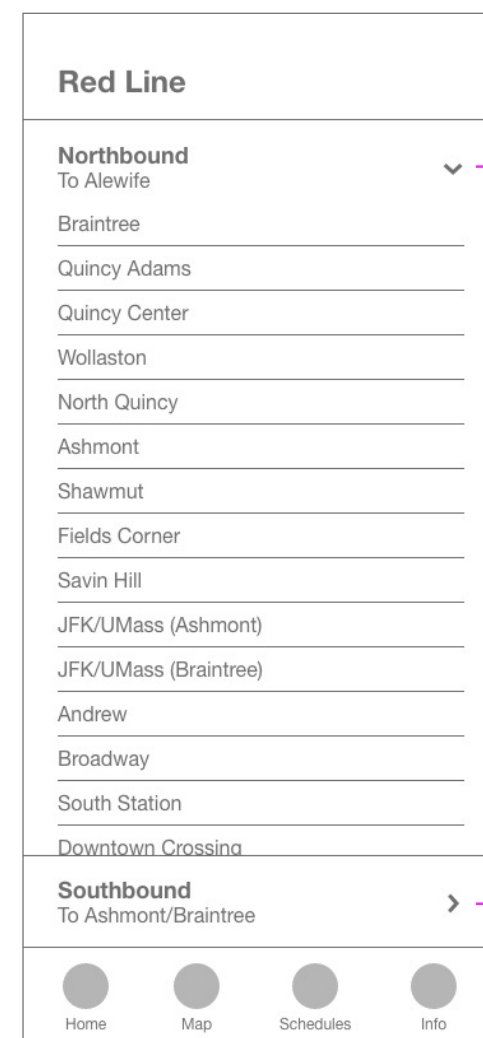 Red Line
Northbound
To Alewife
Braintree
Quincy Adams
Quincy Center
Wollaston
North Quincy
Ashmont
Shawmut
Fields Corner
Savin Hill
JFK/UMass (Ashmont)
JFK/UMass (Braintree)
Andrew
Broadway
South Station
Downtown Crossing
Southbound
To Ashmont/Braintree
Home Map Schedules Info